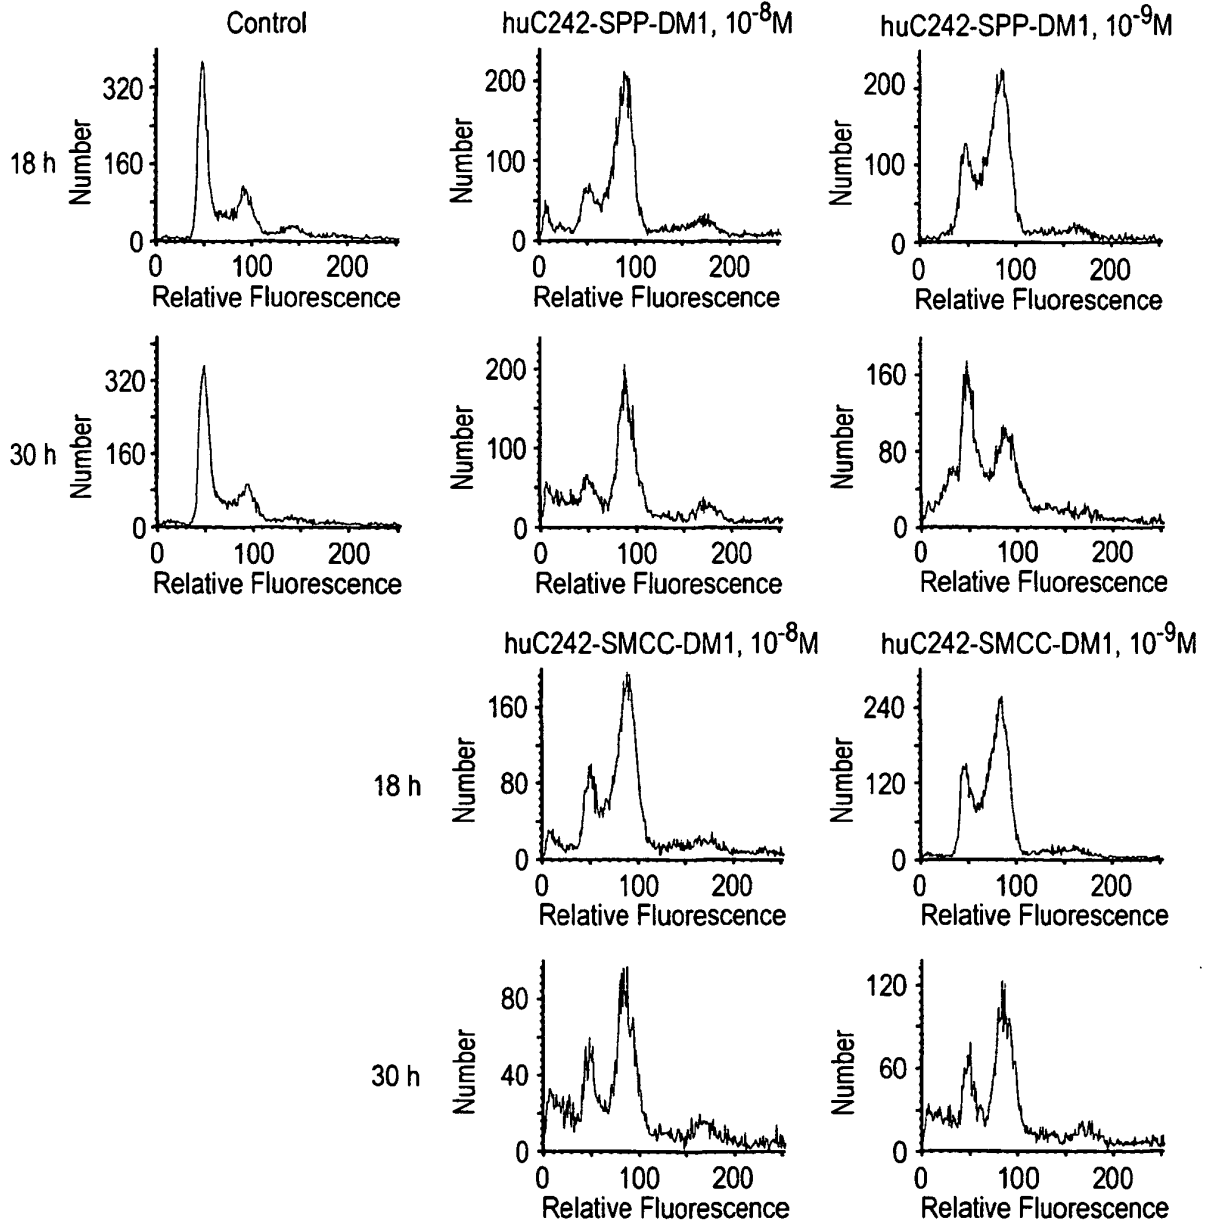 Control
huC242-SPP-DM1, 10⁻⁸M
huC242-SPP-DM1, 10⁻⁹M
18 h
Number
320
160
0
0 100 200
Relative Fluorescence
Number
200
100
0
0 100 200
Relative Fluorescence
Number
200
100
0
0 100 200
Relative Fluorescence
30 h
Number
320
160
0
0 100 200
Relative Fluorescence
Number
200
100
0
0 100 200
Relative Fluorescence
Number
160
80
0
0 100 200
Relative Fluorescence
huC242-SMCC-DM1, 10⁻⁸M
huC242-SMCC-DM1, 10⁻⁹M
18 h
Number
160
80
0
0 100 200
Relative Fluorescence
Number
240
120
0
0 100 200
Relative Fluorescence
30 h
Number
80
40
0
0 100 200
Relative Fluorescence
Number
120
60
0
0 100 200
Relative Fluorescence